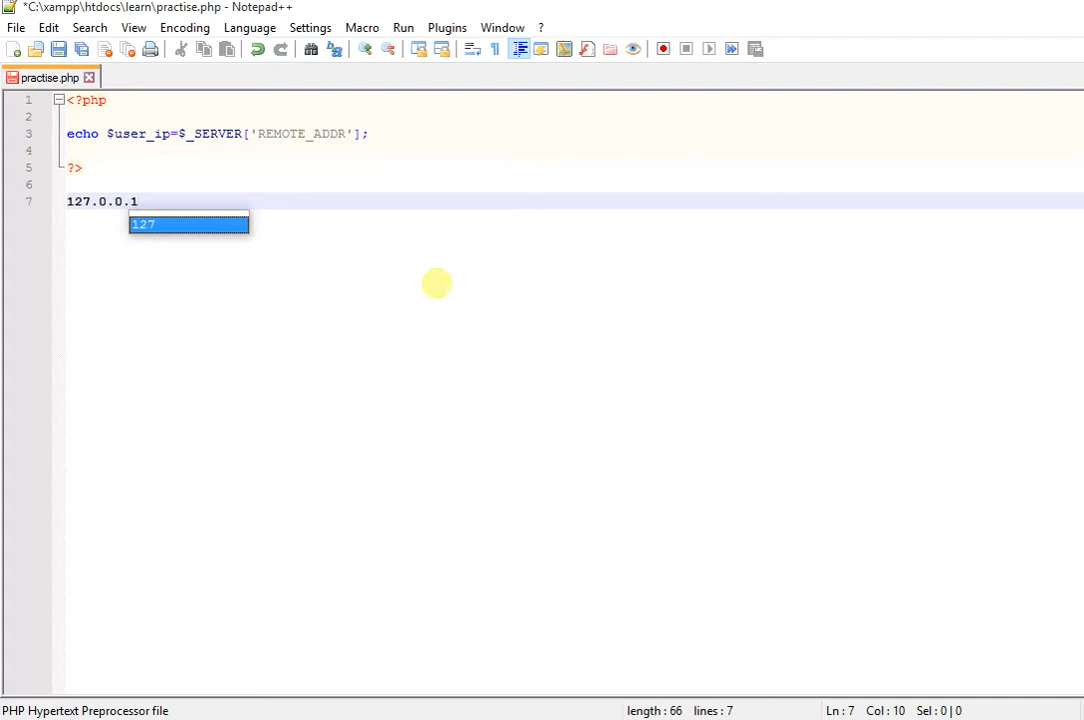 *C:\xampp\htdocs\learn\practise.php - Notepad++
File Edit Search View Encoding Language Settings Macro Run Plugins Window ?
practise.php
1 <?php
2
3 echo $user_ip=$_SERVER['REMOTE_ADDR'];
4
5 ?>
6
7 127.0.0.1
127
PHP Hypertext Preprocessor file length : 66 lines : 7 Ln : 7 Col : 10 Sel : 0 | 0